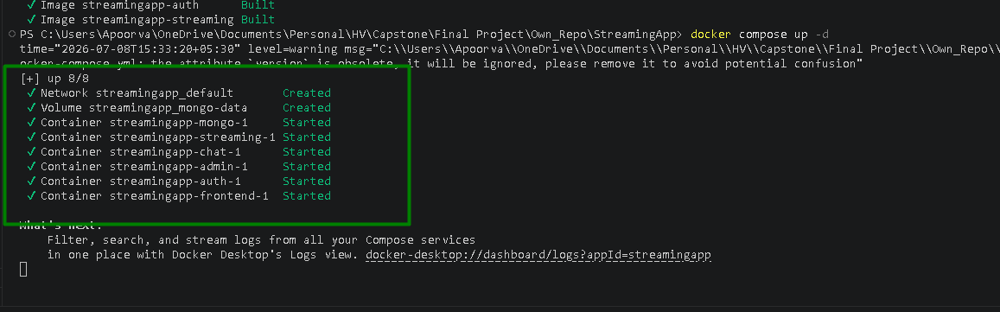 ✓ Image streamingapp-auth Built
✓ Image streamingapp-streaming Built
PS C:\Users\Apoorva\OneDrive\Documents\Personal\HV\Capstone\Final Project\Own_Repo\StreamingApp> docker compose up -d
time="2026-07-08T15:33:20+05:30" level=warning msg="C:\\Users\\Apoorva\\OneDrive\\Documents\\Personal\\HV\\Capstone\\Final Project\\Own_Repo\\
ocker-compose.yml: the attribute `version` is obsolete, it will be ignored, please remove it to avoid potential confusion"
[+] up 8/8
✓ Network streamingapp_default Created
✓ Volume streamingapp_mongo-data Created
✓ Container streamingapp-mongo-1 Started
✓ Container streamingapp-streaming-1 Started
✓ Container streamingapp-chat-1 Started
✓ Container streamingapp-admin-1 Started
✓ Container streamingapp-auth-1 Started
✓ Container streamingapp-frontend-1 Started
What's next:
Filter, search, and stream logs from all your Compose services
in one place with Docker Desktop's Logs view. docker-desktop://dashboard/logs?appId=streamingapp